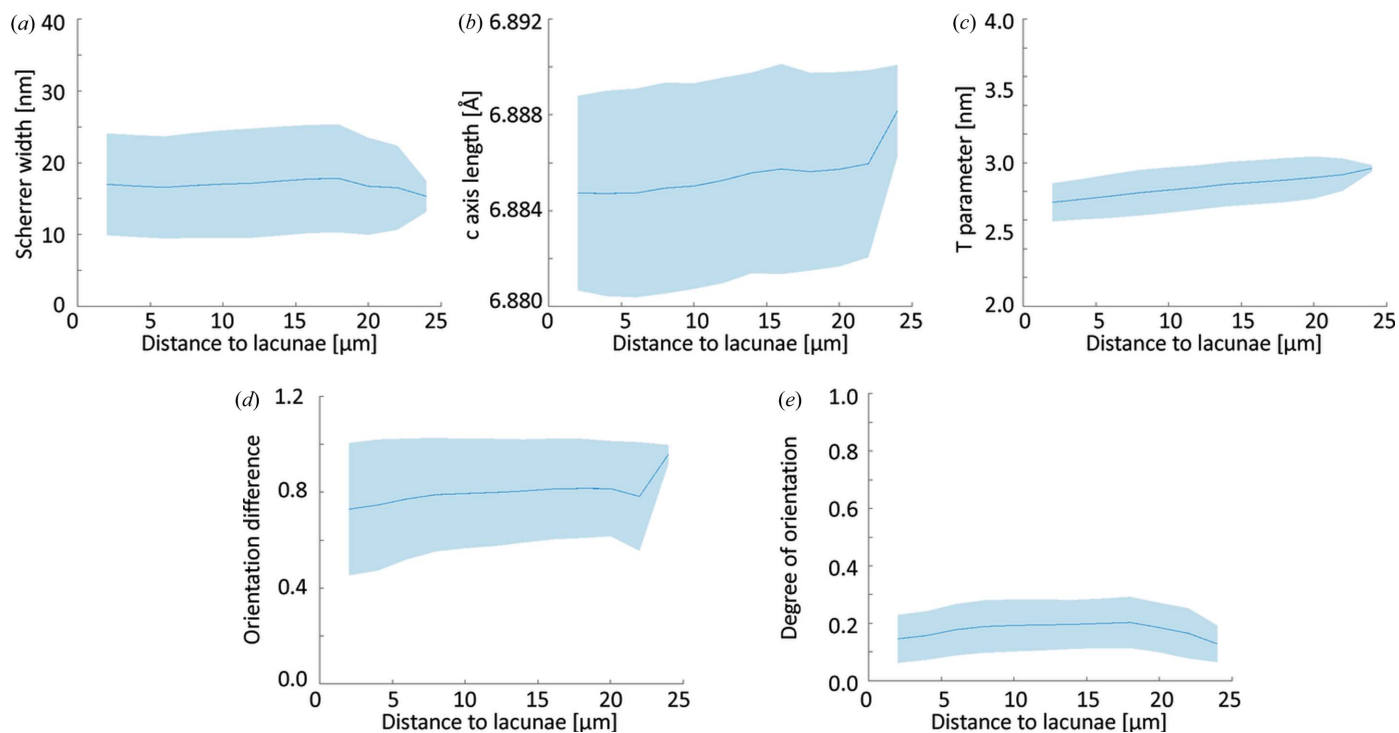 (a)
40
30
20
10
0
Scherrer width [nm]
0 5 10 15 20 25
Distance to lacunae [µm]
(b)
6.892
6.888
6.884
6.880
c axis length [Å]
0 5 10 15 20 25
Distance to lacunae [µm]
(c)
4.0
3.5
3.0
2.5
2.0
T parameter [nm]
0 5 10 15 20 25
Distance to lacunae [µm]
(d)
1.2
0.8
0.4
0.0
Orientation difference
0 5 10 15 20 25
Distance to lacunae [µm]
(e)
1.0
0.8
0.6
0.4
0.2
0.0
Degree of orientation
0 5 10 15 20 25
Distance to lacunae [µm]